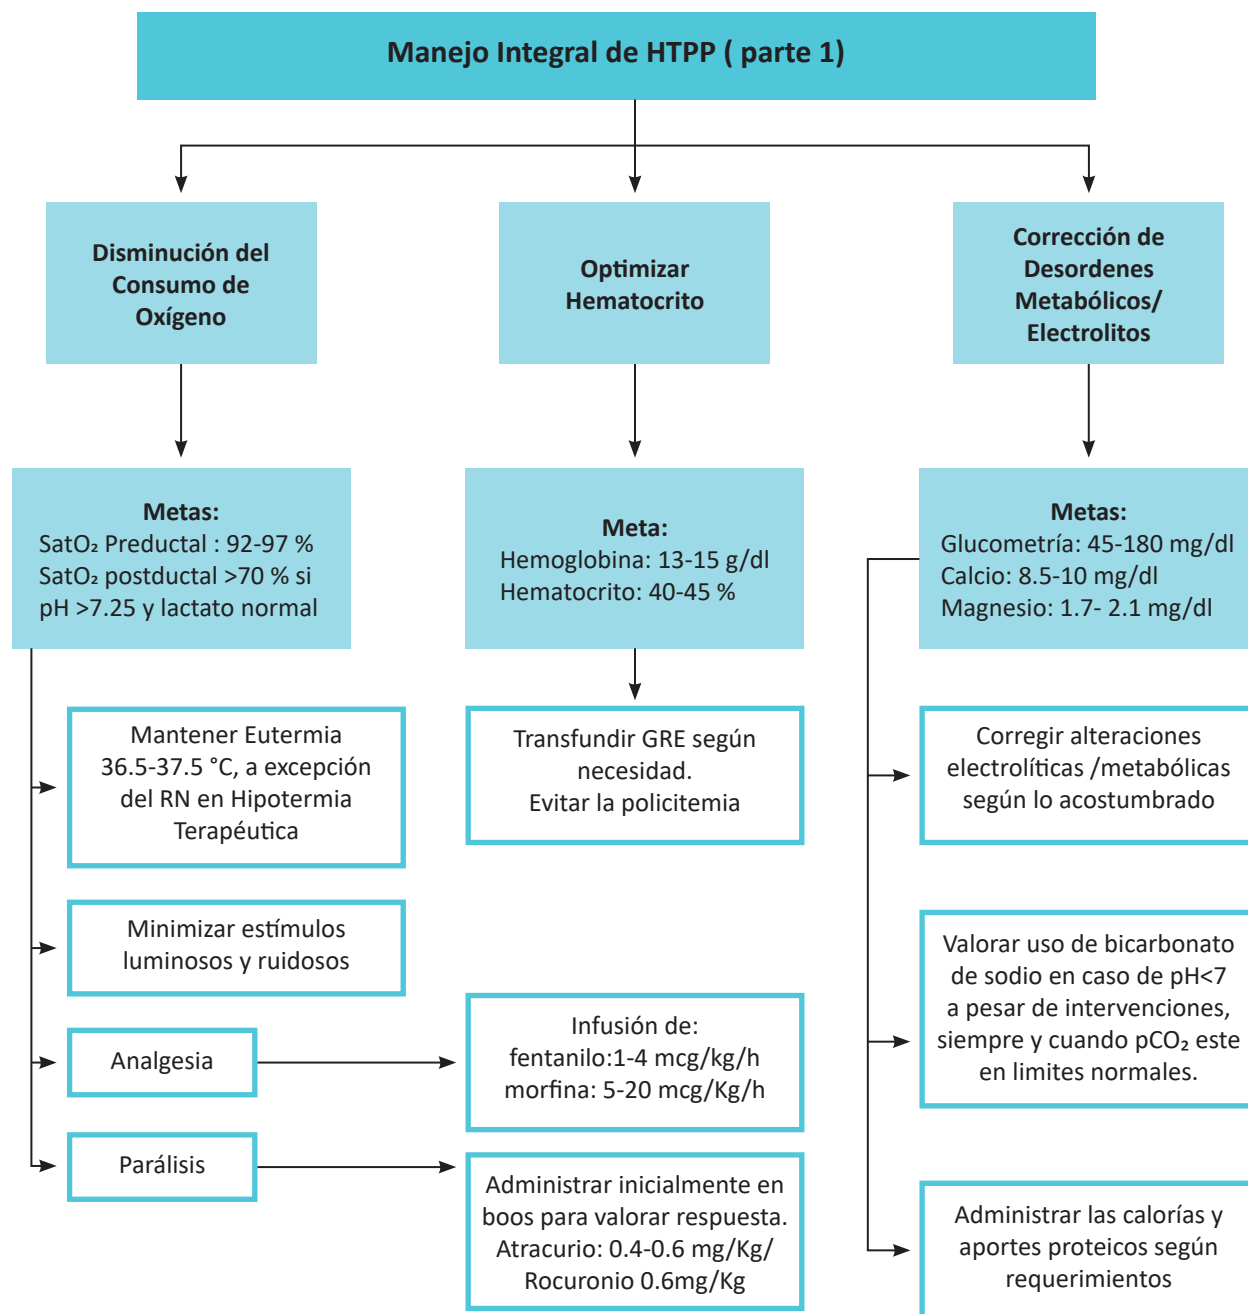 Manejo Integral de HTPP ( parte 1)
Disminución del
Consumo de
Oxígeno
Optimizar
Hematocrito
Corrección de
Desordenes
Metabólicos/
Electrolitos
Metas:
SatO₂ Preductal : 92-97 %
SatO₂ postductal >70 % si
pH >7.25 y lactato normal
Meta:
Hemoglobina: 13-15 g/dl
Hematocrito: 40-45 %
Metas:
Glucometría: 45-180 mg/dl
Calcio: 8.5-10 mg/dl
Magnesio: 1.7- 2.1 mg/dl
Mantener Eutermia
36.5-37.5 °C, a excepción
del RN en Hipotermia
Terapéutica
Transfundir GRE según
necesidad.
Evitar la policitemia
Corregir alteraciones
electrolíticas /metabólicas
según lo acostumbrado
Minimizar estímulos
luminosos y ruidosos
Valorar uso de bicarbonato
de sodio en caso de pH<7
a pesar de intervenciones,
siempre y cuando pCO₂ este
en limites normales.
Analgesia
Infusión de:
fentanilo:1-4 mcg/kg/h
morfina: 5-20 mcg/Kg/h
Parálisis
Administrar inicialmente en
boos para valorar respuesta.
Atracurio: 0.4-0.6 mg/Kg/
Rocuronio 0.6mg/Kg
Administrar las calorías y
aportes proteicos según
requerimientos